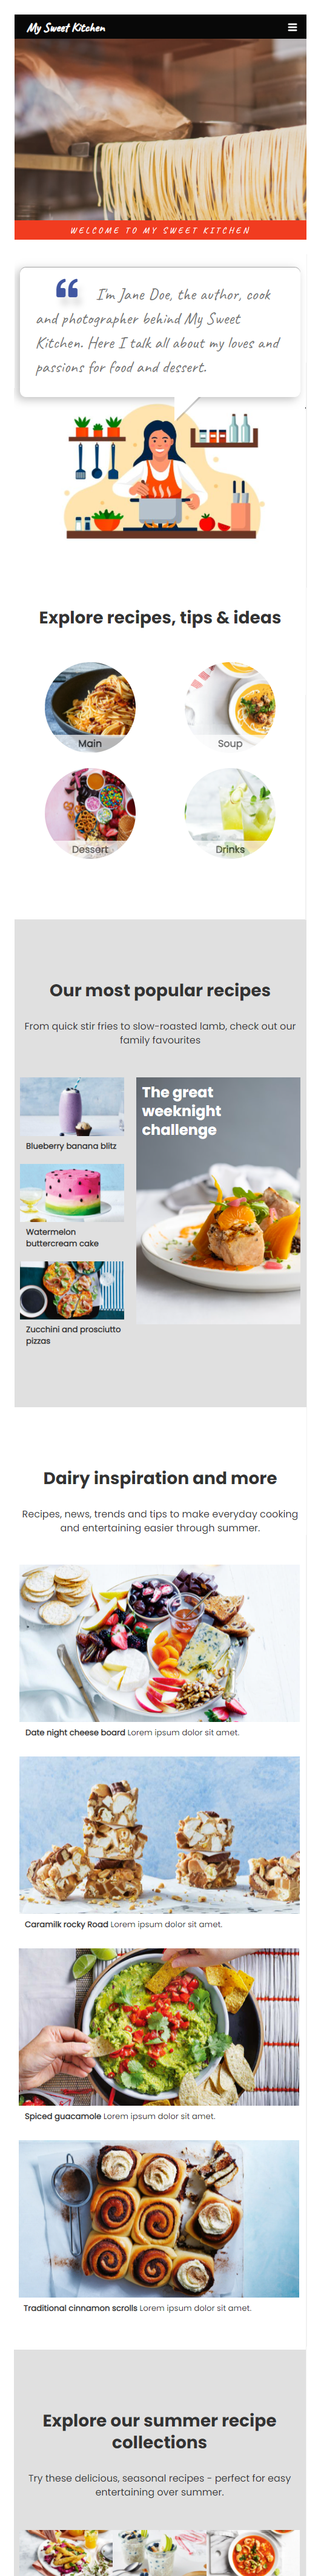 My Sweet Kitchen
WELCOME TO MY SWEET KITCHEN
I'm Jane Doe, the author, cook
and photographer behind My Sweet
Kitchen. Here I talk all about my loves and
passions for food and dessert.
Explore recipes, tips & ideas
Main
Soup
Dessert
Drinks
Our most popular recipes
From quick stir fries to slow-roasted lamb, check out our
family favourites
Blueberry banana blitz
Watermelon
buttercream cake
Zucchini and prosciutto
pizzas
The great
weeknight
challenge
Dairy inspiration and more
Recipes, news, trends and tips to make everyday cooking
and entertaining easier through summer.
Date night cheese board Lorem ipsum dolor sit amet.
Caramilk rocky Road Lorem ipsum dolor sit amet.
Spiced guacamole Lorem ipsum dolor sit amet.
Traditional cinnamon scrolls Lorem ipsum dolor sit amet.
Explore our summer recipe
collections
Try these delicious, seasonal recipes - perfect for easy
entertaining over summer.